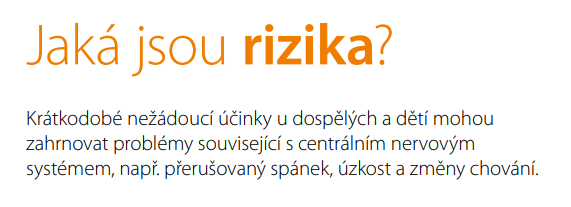 Jaká jsou rizika?
Krátkodobé nežádoucí účinky u dospělých a dětí mohou
zahrnovat problémy související s centrálním nervovým
systémem, např. přerušovaný spánek, úzkost a změny chování.